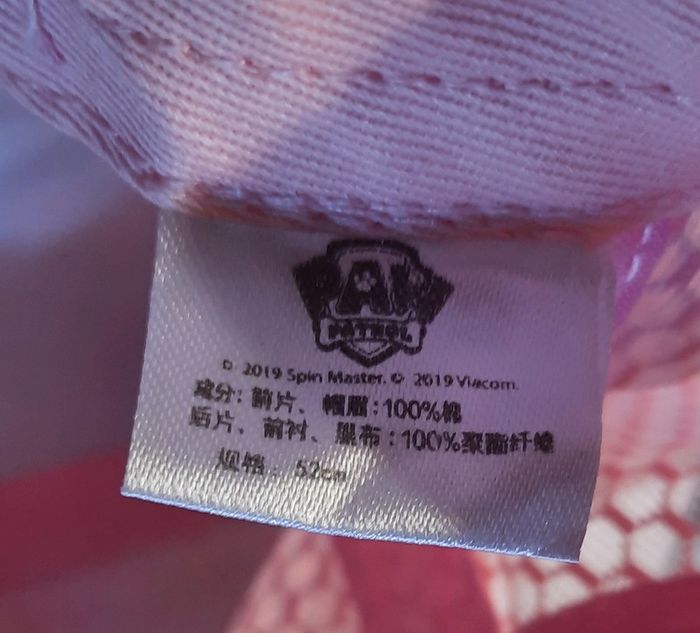 PAW
PATROL
© 2019 Spin Master. © 2019 Viacom.
成分：前片、帽眉：100%棉
后片、前衬、里布：100%聚酯纤维
规格：52cm